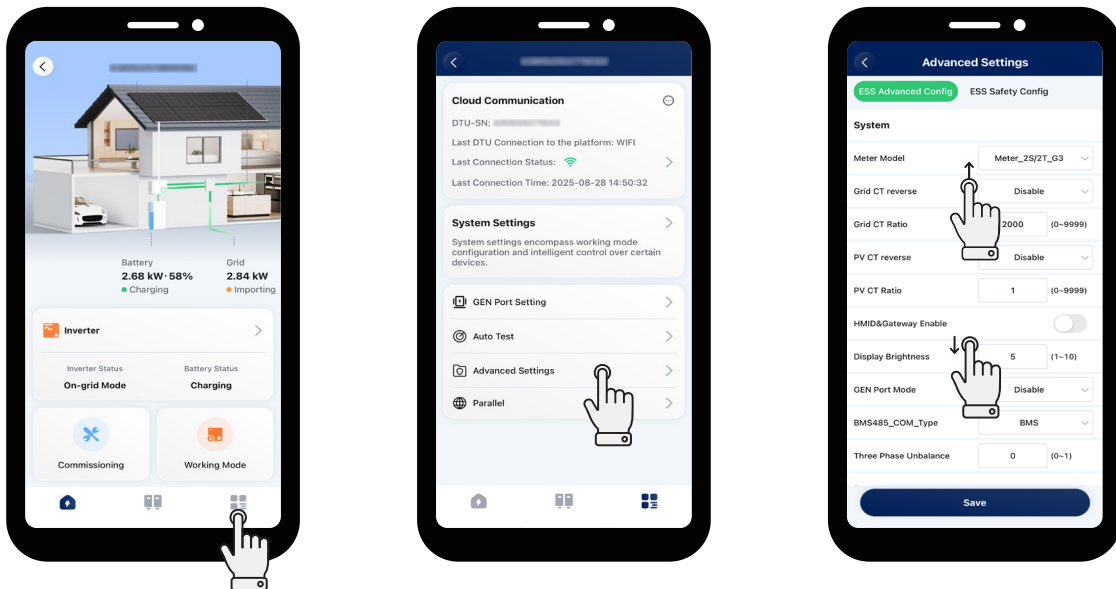 Battery
Grid
2.68 kW·58%
2.84 kW
Charging
Importing
Inverter
Inverter Status
Battery Status
On-grid Mode
Charging
Commissioning
Working Mode
Cloud Communication
DTU-SN:
Last DTU Connection to the platform: WIFI
Last Connection Status:
Last Connection Time: 2025-08-28 14:50:32
System Settings
System settings encompass working mode
configuration and intelligent control over certain
devices.
GEN Port Setting
Auto Test
Advanced Settings
Parallel
Advanced Settings
ESS Advanced Config ESS Safety Config
System
Meter Model Meter_2S/2T_G3
Grid CT reverse Disable
Grid CT Ratio 2000 (0~9999)
PV CT reverse Disable
PV CT Ratio 1 (0~9999)
HMID&Gateway Enable
Display Brightness 5 (1~10)
GEN Port Mode Disable
BMS485_COM_Type BMS
Three Phase Unbalance 0 (0~1)
Save